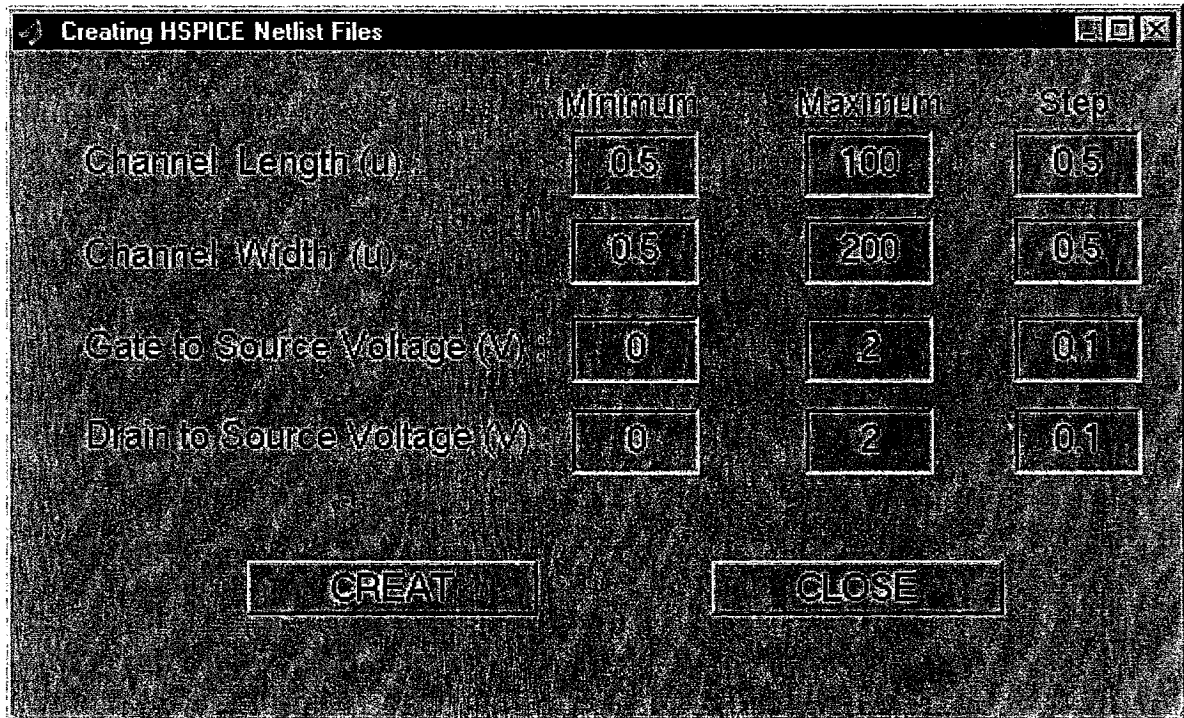 Creating HSPICE Netlist Files
Minimum Maximum Step
Channel Length (u) : 0.5 100 0.5
Channel Width (u) : 0.5 200 0.5
Gate to Source Voltage (v) : 0 2 0.1
Drain to Source Voltage (v) : 0 2 0.1
CREAT CLOSE